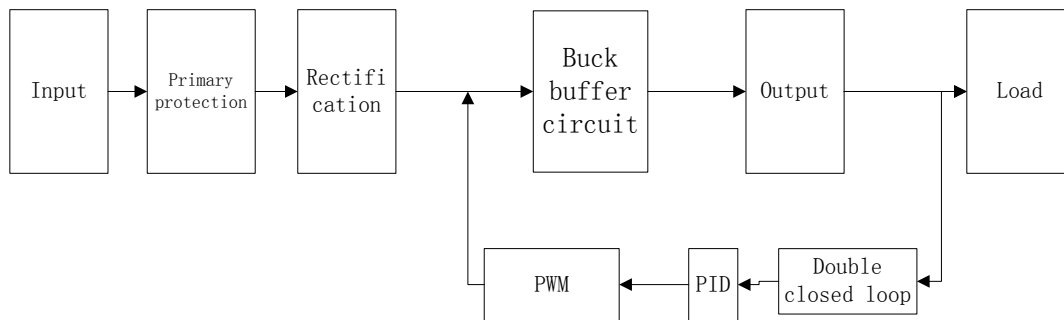 Input
Primary
protection
Rectifi
cation
Buck
buffer
circuit
Output
Load
PWM
PID
Double
closed loop